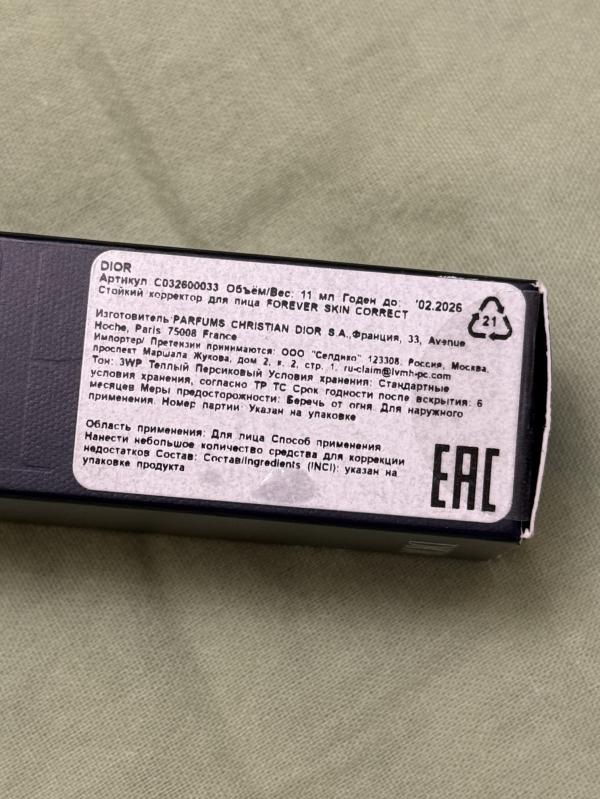 DIOR
Артикул C032600033 Объём/Вес: 11 мл Годен до: '02.2026
Стойкий корректор для лица FOREVER SKIN CORRECT
Изготовитель PARFUMS CHRISTIAN DIOR S.A., Франция, 33, Avenue
Hoche, Paris 75008 France
Импортер/ Претензии принимаются: ООО "Селдико" 123308, Россия, Москва,
проспект Маршала Жукова, дом 2, к. 2, стр. 1, ru-claim@lvmh-pc.com
Тон: 3WP Теплый Персиковый Условия хранения: Стандартные
условия хранения, согласно ТР ТС Срок годности после вскрытия: 6
месяцев Меры предосторожности: Беречь от огня Для наружного
применения. Номер партии: Указан на упаковке
Область применения: Для лица Способ применения
Нанести небольшое количество средства для коррекции
недостатков Состав: Состав/Ingredients (INCI): указан на
упаковке продукта
21
EAC